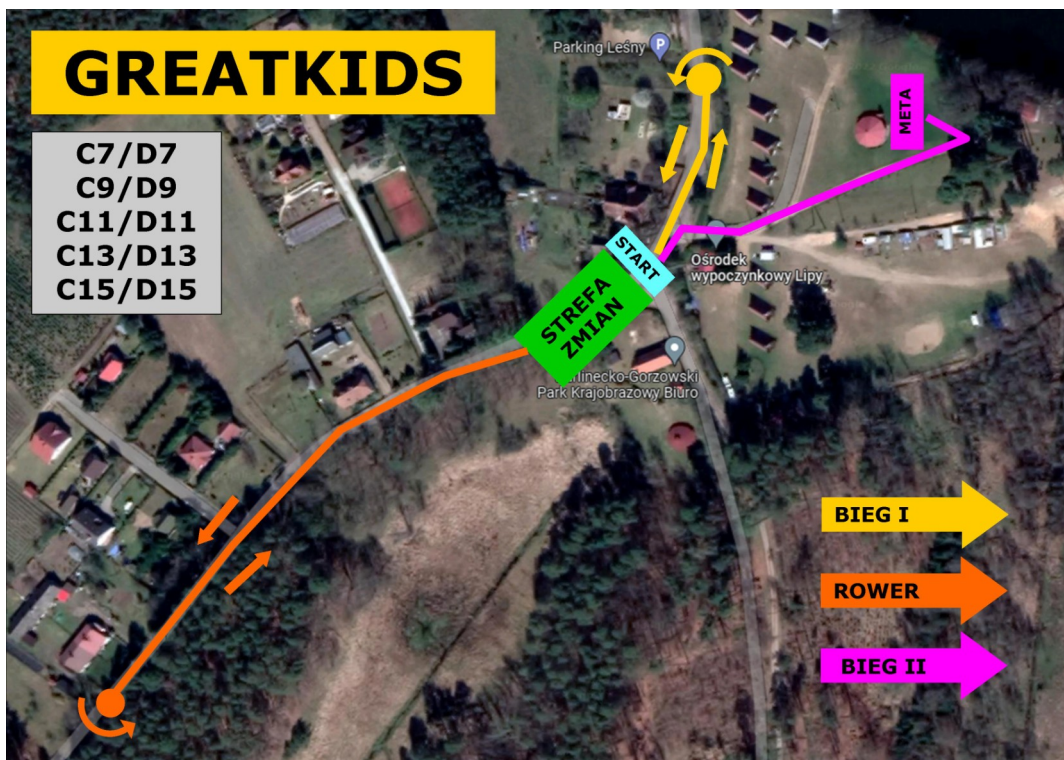 GREATKIDS
C7/D7
C9/D9
C11/D11
C13/D13
C15/D15
Parking Leśny
P
META
START
STREFA
ZMIAN
Ośrodek
wypoczynkowy Lipy
Park Krajobrazowy Biuro
BIEG I
ROWER
BIEG II